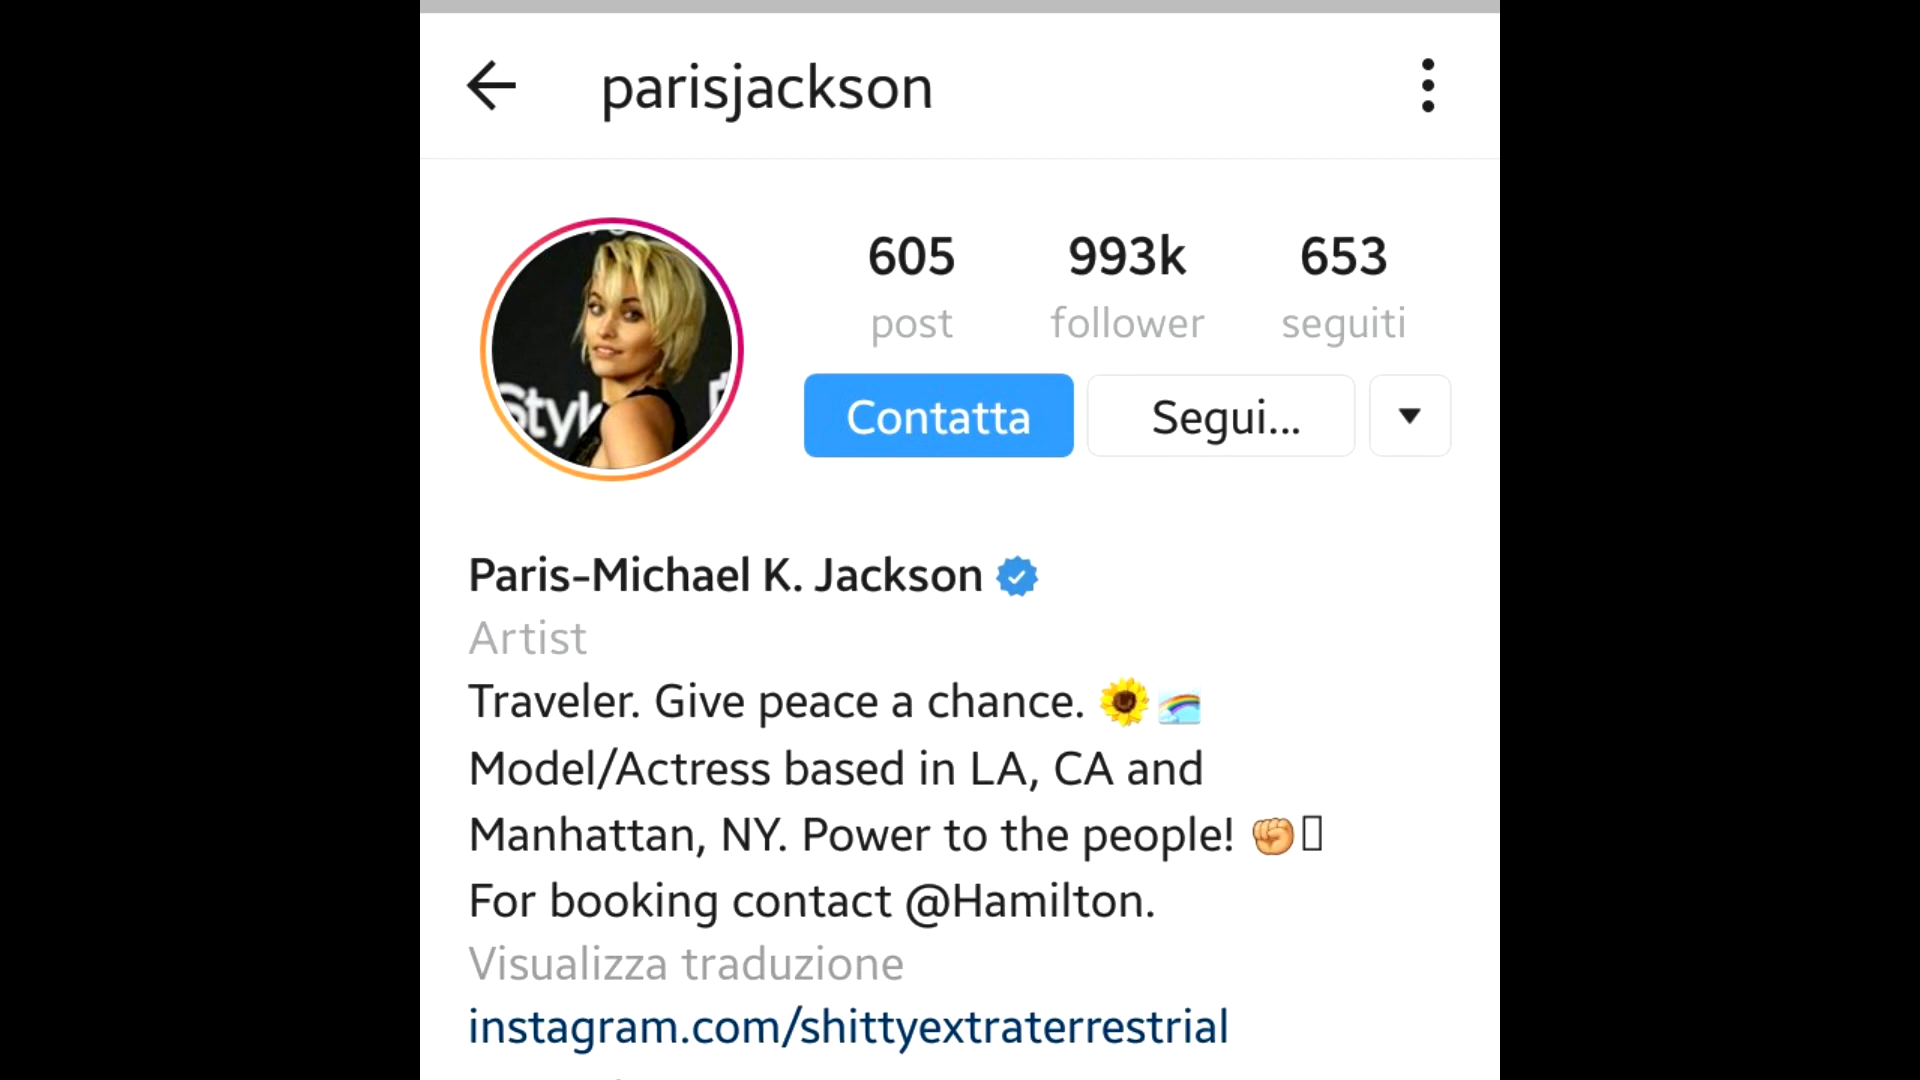 parisjackson
605 993k 653
post follower seguiti
Contatta Segui...
Styl
Paris-Michael K. Jackson
Artist
Traveler. Give peace a chance. 🌻🌈
Model/Actress based in LA, CA and
Manhattan, NY. Power to the people! ✊
For booking contact @Hamilton.
Visualizza traduzione
instagram.com/shittyextraterrestrial